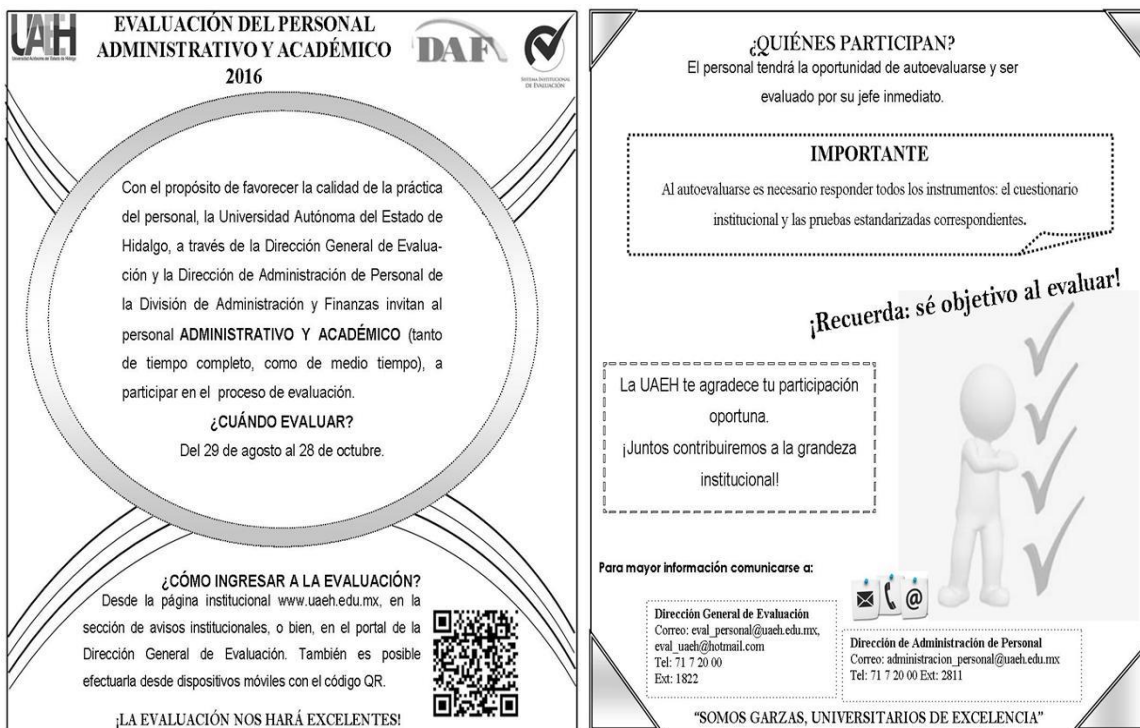 UAEH
Universidad Autónoma del Estado de Hidalgo
EVALUACIÓN DEL PERSONAL
ADMINISTRATIVO Y ACADÉMICO
2016
DAF
SISTEMA INSTITUCIONAL
DE EVALUACIÓN
Con el propósito de favorecer la calidad de la práctica
del personal, la Universidad Autónoma del Estado de
Hidalgo, a través de la Dirección General de Evalua-
ción y la Dirección de Administración de Personal de
la División de Administración y Finanzas invitan al
personal ADMINISTRATIVO Y ACADÉMICO (tanto
de tiempo completo, como de medio tiempo), a
participar en el proceso de evaluación.
¿CUÁNDO EVALUAR?
Del 29 de agosto al 28 de octubre.
¿CÓMO INGRESAR A LA EVALUACIÓN?
Desde la página institucional www.uaeh.edu.mx, en la
sección de avisos institucionales, o bien, en el portal de la
Dirección General de Evaluación. También es posible
efectuarla desde dispositivos móviles con el código QR.
¡LA EVALUACIÓN NOS HARÁ EXCELENTES!
¿QUIÉNES PARTICIPAN?
El personal tendrá la oportunidad de autoevaluarse y ser
evaluado por su jefe inmediato.
IMPORTANTE
Al autoevaluarse es necesario responder todos los instrumentos: el cuestionario
institucional y las pruebas estandarizadas correspondientes.
¡Recuerda: sé objetivo al evaluar!
La UAEH te agradece tu participación
oportuna.
¡Juntos contribuiremos a la grandeza
institucional!
Para mayor información comunicarse a:
@
Dirección General de Evaluación
Correo: eval_personal@uaeh.edu.mx,
eval_uaeh@hotmail.com
Tel: 71 7 20 00
Ext: 1822
Dirección de Administración de Personal
Correo: administracion_personal@uaeh.edu.mx
Tel: 71 7 20 00 Ext: 2811
"SOMOS GARZAS, UNIVERSITARIOS DE EXCELENCIA"